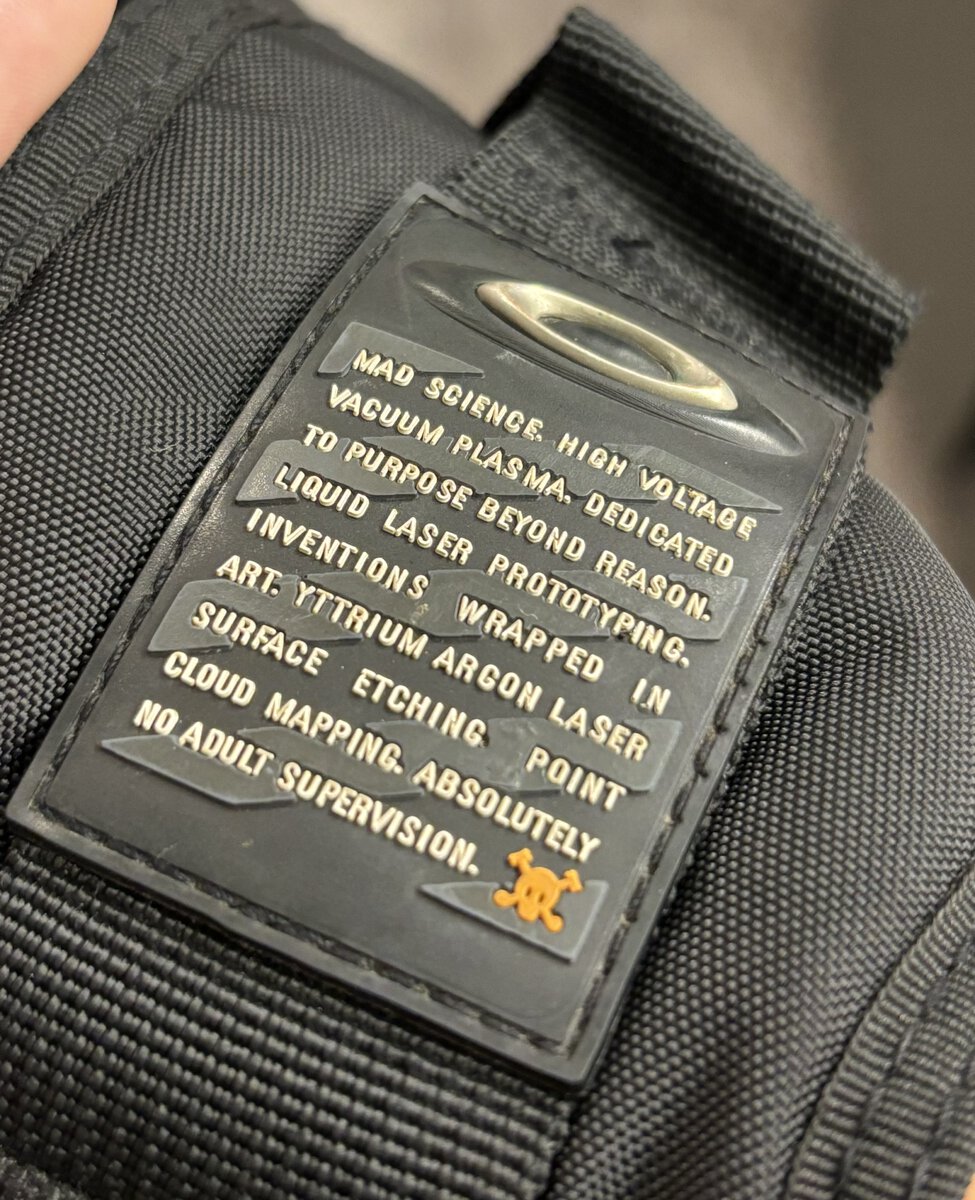 MAD SCIENCE. HIGH VOLTAGE
VACUUM PLASMA. DEDICATED
TO PURPOSE BEYOND REASON.
LIQUID LASER PROTOTYPING.
INVENTIONS WRAPPED IN
ART. YTTRIUM ARGON LASER
SURFACE ETCHING. POINT
CLOUD MAPPING. ABSOLUTELY
NO ADULT SUPERVISION.